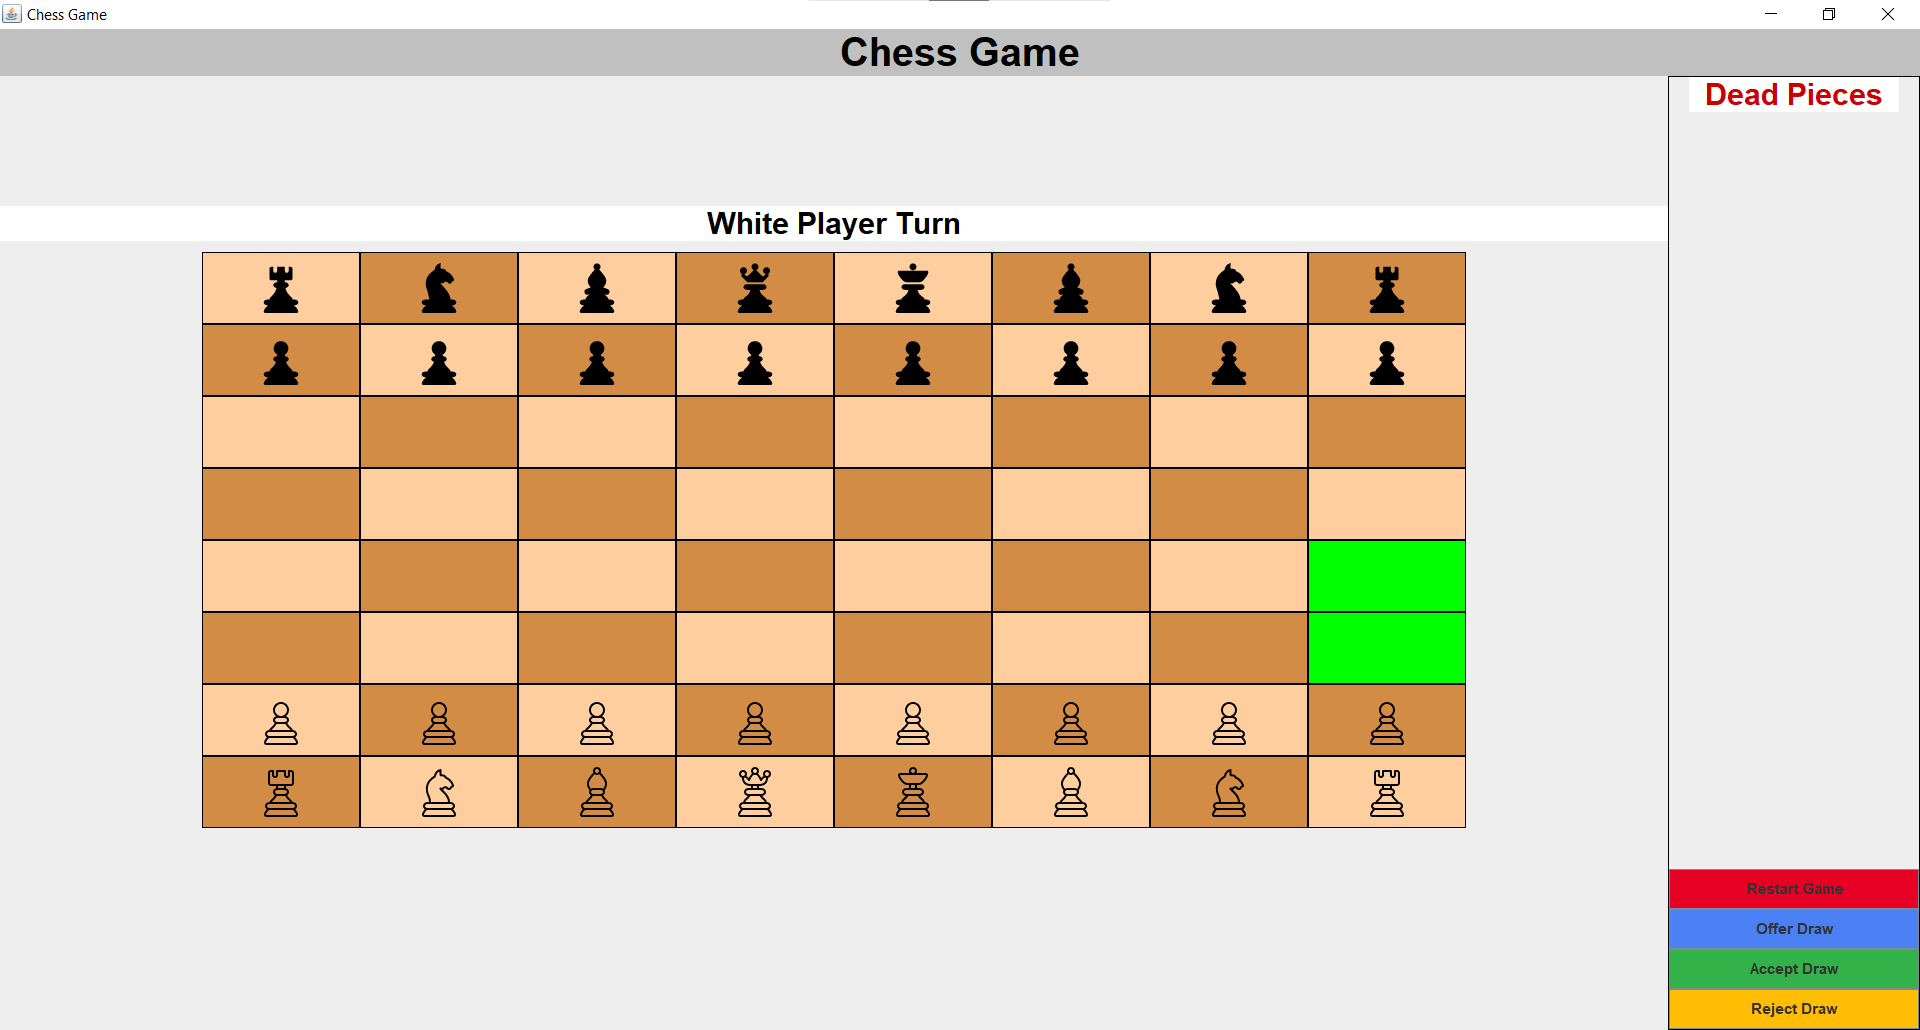 Chess Game
Chess Game
Dead Pieces
White Player Turn
Restart Game
Offer Draw
Accept Draw
Reject Draw